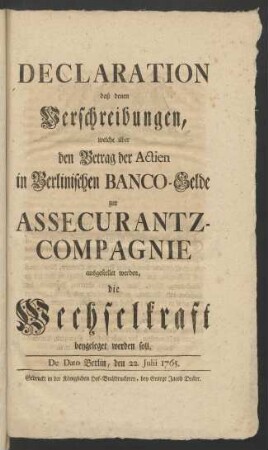 DECLARATION
daß denen
Verschreibungen,
welche über
den Betrag der Actien
in Berlinischen BANCO-Gelde
zur
ASSECURANTZ-
COMPAGNIE
ausgestellet werden,
die
Wechselkraft
beygeleget werden soll.
De Dato Berlin, den 22. Julii 1765.
Gedruckt in der Königlichen Hof-Buchdruckerey, bey George Jacob Decker.